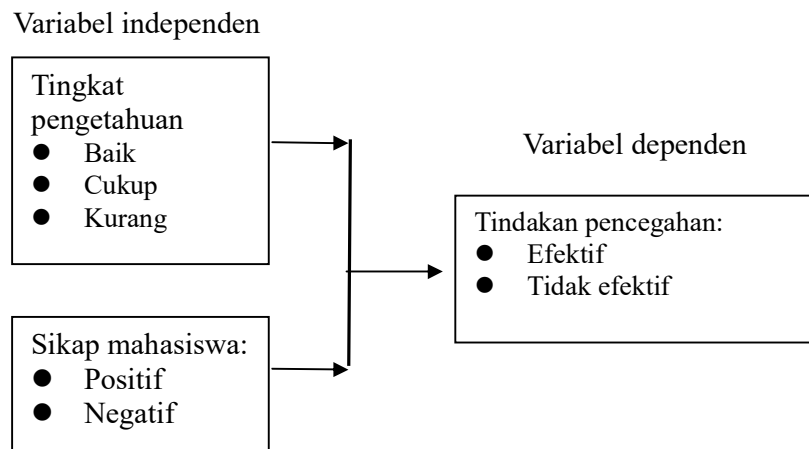 Variabel independen
Tingkat
pengetahuan
● Baik
● Cukup
● Kurang
Variabel dependen
Tindakan pencegahan:
● Efektif
● Tidak efektif
Sikap mahasiswa:
● Positif
● Negatif